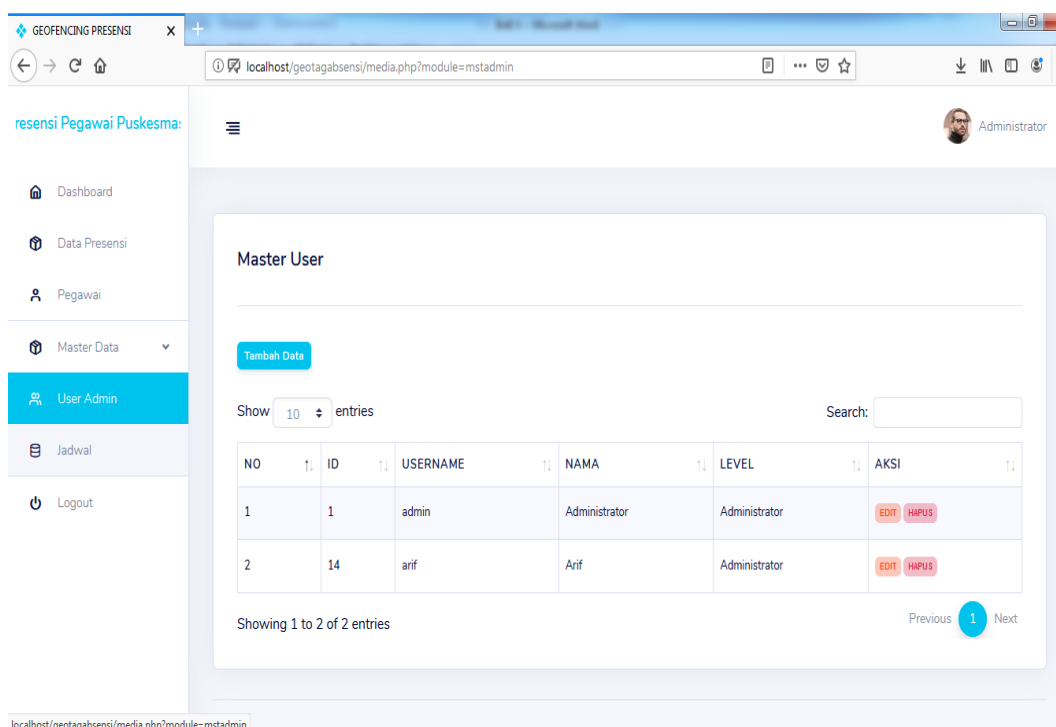 GEOFENCING PRESENSI
localhost/geotagabsensi/media.php?module=mstadmin
resensi Pegawai Puskesma
Administrator
Dashboard
Data Presensi
Pegawai
Master Data
User Admin
Jadwal
Logout
Master User
Tambah Data
Show 10 entries
Search:
NO ID USERNAME NAMA LEVEL AKSI
1 1 admin Administrator Administrator EDIT HAPUS
2 14 arif Arif Administrator EDIT HAPUS
Showing 1 to 2 of 2 entries
Previous 1 Next
localhost/geotagabsensi/media.php?module=mstadmin